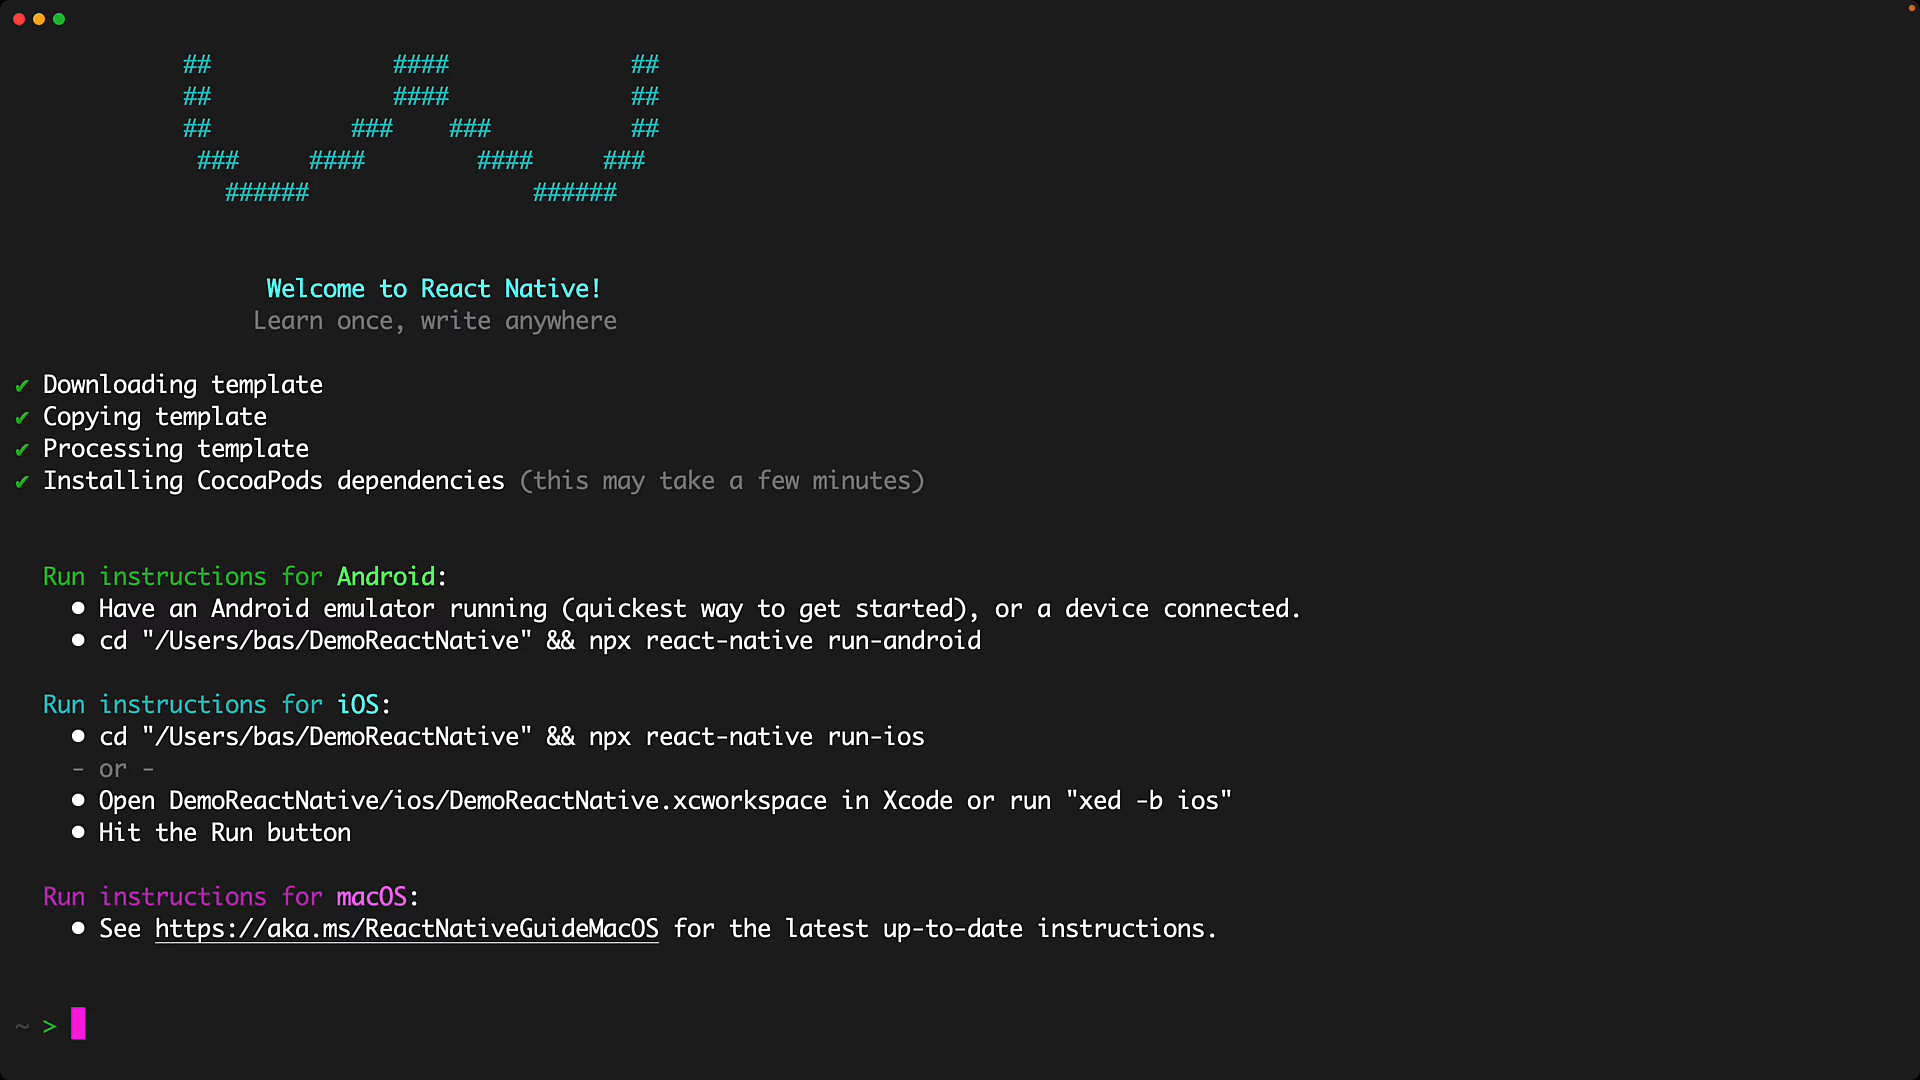 ##             ####             ##
##             ####             ##
##          ###    ###          ##
###     ####        ####     ###
######                ######
Welcome to React Native!
Learn once, write anywhere
✔ Downloading template
✔ Copying template
✔ Processing template
✔ Installing CocoaPods dependencies (this may take a few minutes)
Run instructions for Android:
• Have an Android emulator running (quickest way to get started), or a device connected.
• cd "/Users/bas/DemoReactNative" && npx react-native run-android
Run instructions for iOS:
• cd "/Users/bas/DemoReactNative" && npx react-native run-ios
- or -
• Open DemoReactNative/ios/DemoReactNative.xcworkspace in Xcode or run "xed -b ios"
• Hit the Run button
Run instructions for macOS:
• See https://aka.ms/ReactNativeGuideMacOS for the latest up-to-date instructions.
~ >